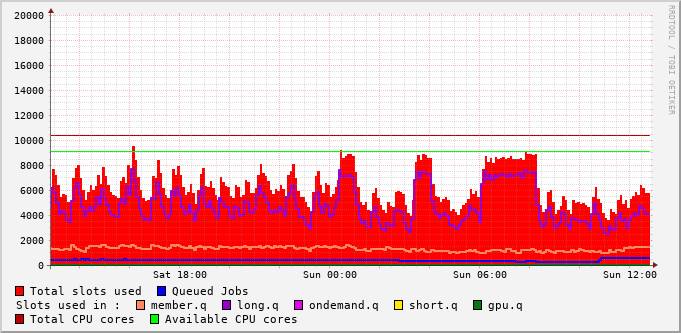 20000
18000
16000
14000
12000
10000
8000
6000
4000
2000
0
Sat 18:00 Sun 00:00 Sun 06:00 Sun 12:00
RRDTOOL / TOBI OETIKER
Total slots used Queued Jobs
Slots used in : member.q long.q ondemand.q short.q gpu.q
Total CPU cores Available CPU cores